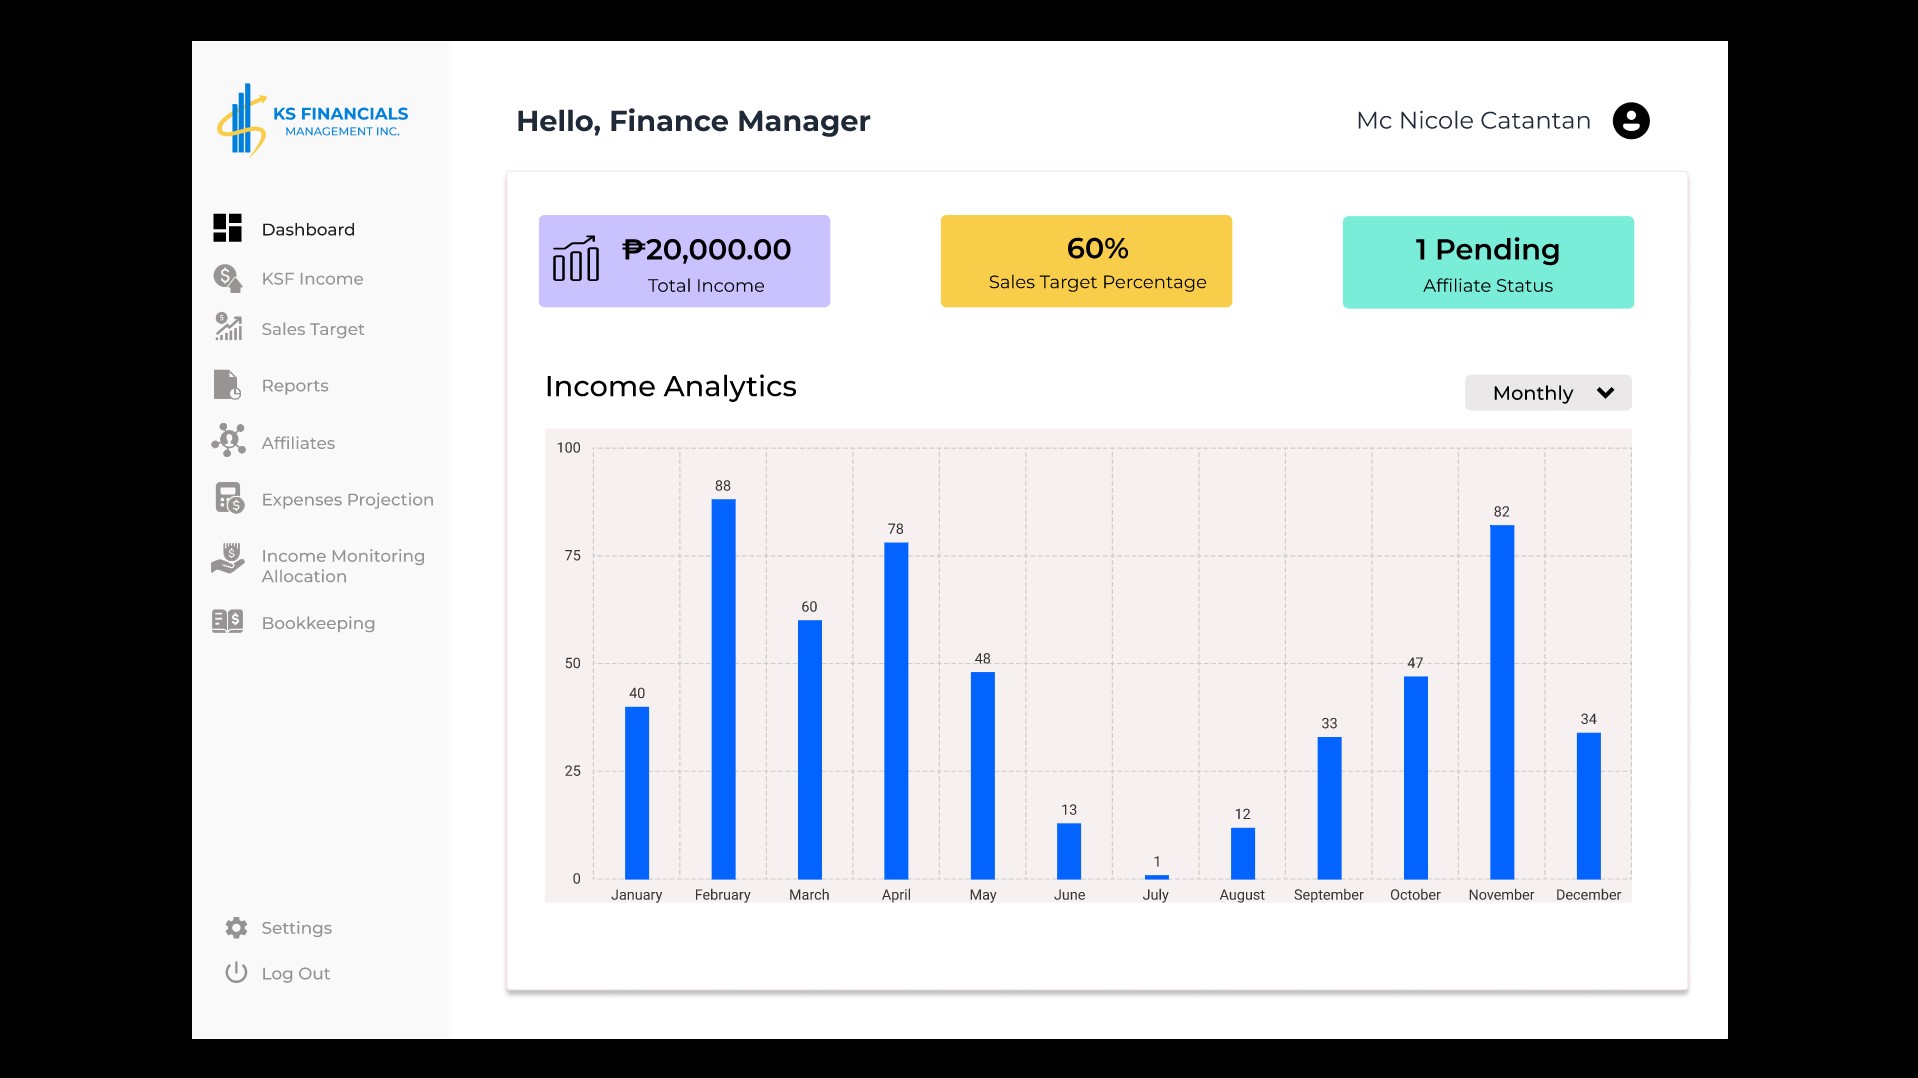 KS FINANCIALS
MANAGEMENT INC.
Dashboard
KSF Income
Sales Target
Reports
Affiliates
Expenses Projection
Income Monitoring
Allocation
Bookkeeping
Settings
Log Out
Hello, Finance Manager
Mc Nicole Catantan
₱20,000.00
Total Income
60%
Sales Target Percentage
1 Pending
Affiliate Status
Income Analytics
Monthly
100
75
50
25
0
40
88
60
78
48
13
1
12
33
47
82
34
January February March April May June July August September October November December